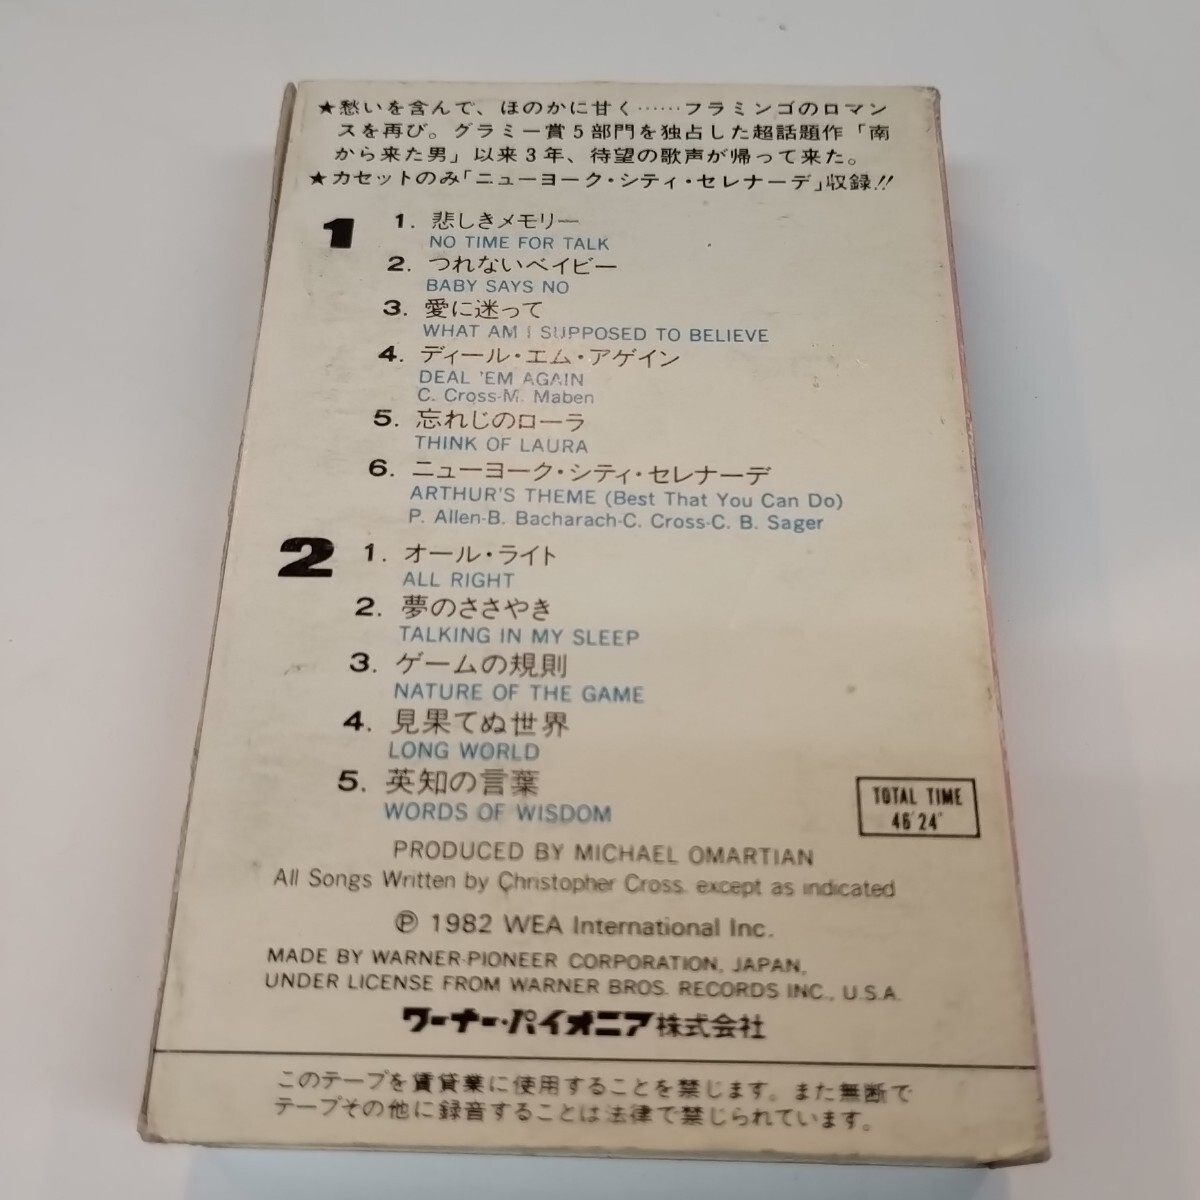 ★愁いを含んで、ほのかに甘く……フラミンゴのロマン
スを再び。グラミー賞5部門を独占した超話題作「南
から来た男」以来3年、待望の歌声が帰って来た。
★カセットのみ「ニューヨーク・シティ・セレナーデ」収録!!
1
1. 悲しきメモリー
NO TIME FOR TALK
2. つれないベイビー
BABY SAYS NO
3. 愛に迷って
WHAT AM I SUPPOSED TO BELIEVE
4. ディール・エム・アゲイン
DEAL 'EM AGAIN
C. Cross-M. Maben
5. 忘れじのローラ
THINK OF LAURA
6. ニューヨーク・シティ・セレナーデ
ARTHUR'S THEME (Best That You Can Do)
P. Allen-B. Bacharach-C. Cross-C. B. Sager
2
1. オール・ライト
ALL RIGHT
2. 夢のささやき
TALKING IN MY SLEEP
3. ゲームの規則
NATURE OF THE GAME
4. 見果てぬ世界
LONG WORLD
5. 英知の言葉
WORDS OF WISDOM
TOTAL TIME
46'24"
PRODUCED BY MICHAEL OMARTIAN
All Songs Written by Christopher Cross. except as indicated
Ⓟ 1982 WEA International Inc.
MADE BY WARNER-PIONEER CORPORATION, JAPAN,
UNDER LICENSE FROM WARNER BROS. RECORDS INC., U.S.A.
ワーナー・パイオニア株式会社
このテープを賃貸業に使用することを禁じます。また無断で
テープその他に録音することは法律で禁じられています。